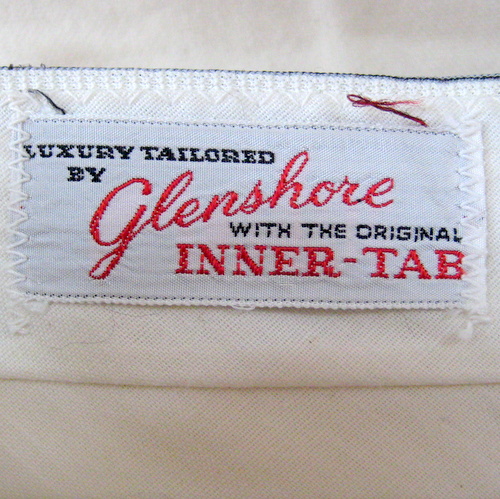 LUXURY TAILORED
BY
Glenshore
WITH THE ORIGINAL
INNER-TAB